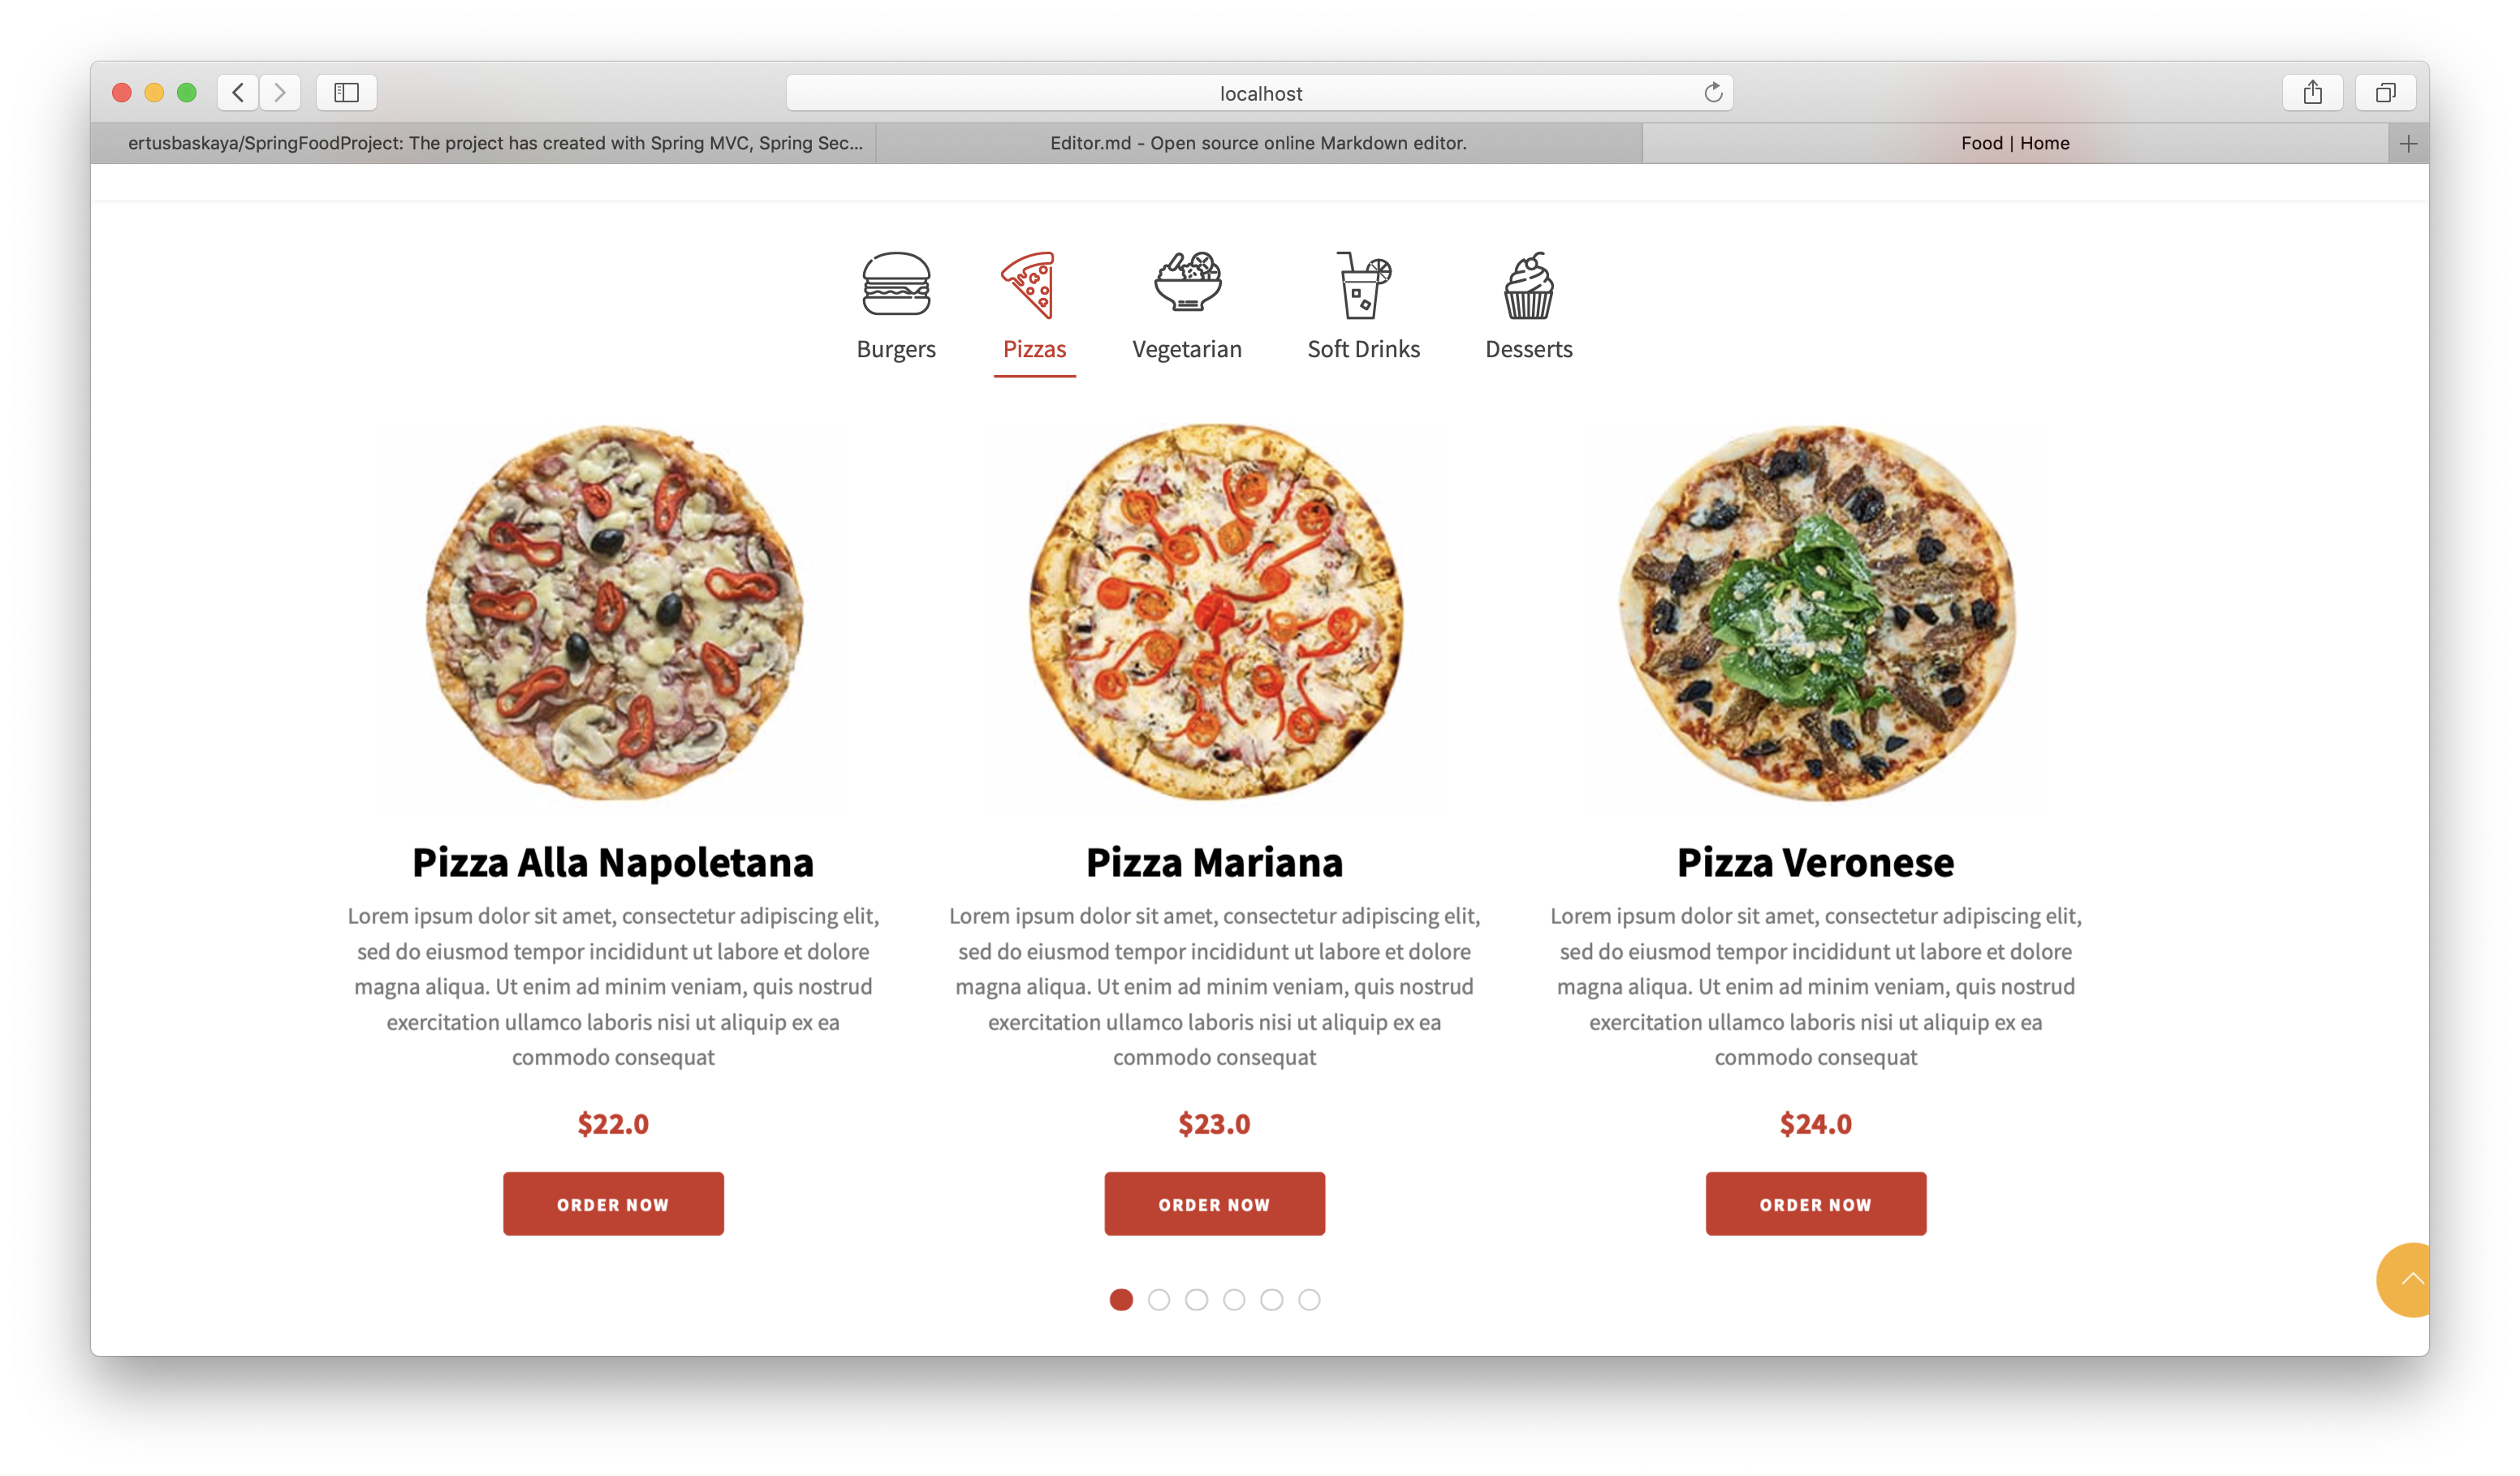 localhost
ertusbaskaya/SpringFoodProject: The project has created with Spring MVC, Spring Sec...
Editor.md - Open source online Markdown editor.
Food | Home
Burgers
Pizzas
Vegetarian
Soft Drinks
Desserts
Pizza Alla Napoletana
Lorem ipsum dolor sit amet, consectetur adipiscing elit,
sed do eiusmod tempor incididunt ut labore et dolore
magna aliqua. Ut enim ad minim veniam, quis nostrud
exercitation ullamco laboris nisi ut aliquip ex ea
commodo consequat
$22.0
ORDER NOW
Pizza Mariana
Lorem ipsum dolor sit amet, consectetur adipiscing elit,
sed do eiusmod tempor incididunt ut labore et dolore
magna aliqua. Ut enim ad minim veniam, quis nostrud
exercitation ullamco laboris nisi ut aliquip ex ea
commodo consequat
$23.0
ORDER NOW
Pizza Veronese
Lorem ipsum dolor sit amet, consectetur adipiscing elit,
sed do eiusmod tempor incididunt ut labore et dolore
magna aliqua. Ut enim ad minim veniam, quis nostrud
exercitation ullamco laboris nisi ut aliquip ex ea
commodo consequat
$24.0
ORDER NOW